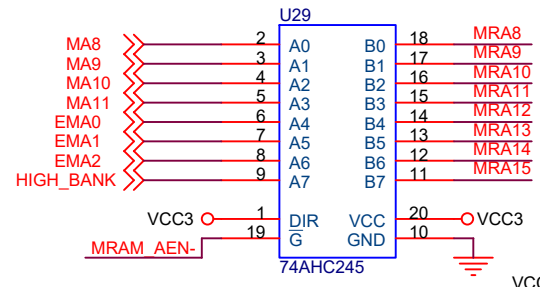 U29
MA8 2 A0 B0 18 MRA8
MA9 3 A1 B1 17 MRA9
MA10 4 A2 B2 16 MRA10
MA11 5 A3 B3 15 MRA11
EMA0 6 A4 B4 14 MRA12
EMA1 7 A5 B5 13 MRA13
EMA2 8 A6 B6 12 MRA14
HIGH_BANK 9 A7 B7 11 MRA15
VCC3 1 DIR VCC 20 VCC3
MRAM_AEN- 19 G GND 10
74AHC245
VCC